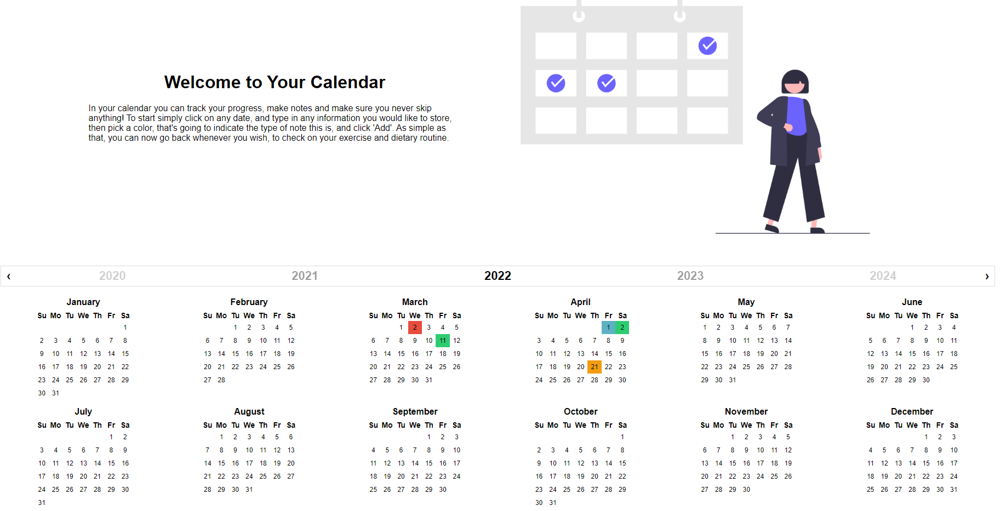 Welcome to Your Calendar
In your calendar you can track your progress, make notes and make sure you never skip
anything! To start simply click on any date, and type in any information you would like to store,
then pick a color, that's going to indicate the type of note this is, and click 'Add'. As simple as
that, you can now go back whenever you wish, to check on your exercise and dietary routine.
‹ 2020 2021 2022 2023 2024 ›
January
Su Mo Tu We Th Fr Sa
1
2 3 4 5 6 7 8
9 10 11 12 13 14 15
16 17 18 19 20 21 22
23 24 25 26 27 28 29
30 31
February
Su Mo Tu We Th Fr Sa
1 2 3 4 5
6 7 8 9 10 11 12
13 14 15 16 17 18 19
20 21 22 23 24 25 26
27 28
March
Su Mo Tu We Th Fr Sa
1 2 3 4 5
6 7 8 9 10 11 12
13 14 15 16 17 18 19
20 21 22 23 24 25 26
27 28 29 30 31
April
Su Mo Tu We Th Fr Sa
1 2
3 4 5 6 7 8 9
10 11 12 13 14 15 16
17 18 19 20 21 22 23
24 25 26 27 28 29 30
May
Su Mo Tu We Th Fr Sa
1 2 3 4 5 6 7
8 9 10 11 12 13 14
15 16 17 18 19 20 21
22 23 24 25 26 27 28
29 30 31
June
Su Mo Tu We Th Fr Sa
1 2 3 4
5 6 7 8 9 10 11
12 13 14 15 16 17 18
19 20 21 22 23 24 25
26 27 28 29 30
July
Su Mo Tu We Th Fr Sa
1 2
3 4 5 6 7 8 9
10 11 12 13 14 15 16
17 18 19 20 21 22 23
24 25 26 27 28 29 30
31
August
Su Mo Tu We Th Fr Sa
1 2 3 4 5 6
7 8 9 10 11 12 13
14 15 16 17 18 19 20
21 22 23 24 25 26 27
28 29 30 31
September
Su Mo Tu We Th Fr Sa
1 2 3
4 5 6 7 8 9 10
11 12 13 14 15 16 17
18 19 20 21 22 23 24
25 26 27 28 29 30
October
Su Mo Tu We Th Fr Sa
1
2 3 4 5 6 7 8
9 10 11 12 13 14 15
16 17 18 19 20 21 22
23 24 25 26 27 28 29
30 31
November
Su Mo Tu We Th Fr Sa
1 2 3 4 5
6 7 8 9 10 11 12
13 14 15 16 17 18 19
20 21 22 23 24 25 26
27 28 29 30
December
Su Mo Tu We Th Fr Sa
1 2 3
4 5 6 7 8 9 10
11 12 13 14 15 16 17
18 19 20 21 22 23 24
25 26 27 28 29 30 31